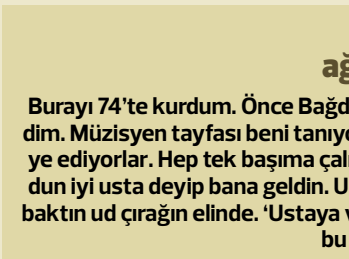 ağ
Burayı 74’te kurdum. Önce Bağd
dim. Müzisyen tayfası beni tanıyo
ye ediyorlar. Hep tek başıma çalı
dun iyi usta deyip bana geldin. U
baktın ud çırağın elinde. ‘Ustaya v
bu